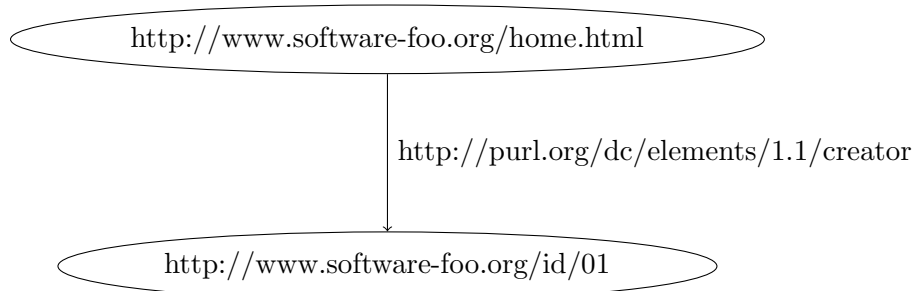 http://www.software-foo.org/home.html
http://purl.org/dc/elements/1.1/creator
http://www.software-foo.org/id/01